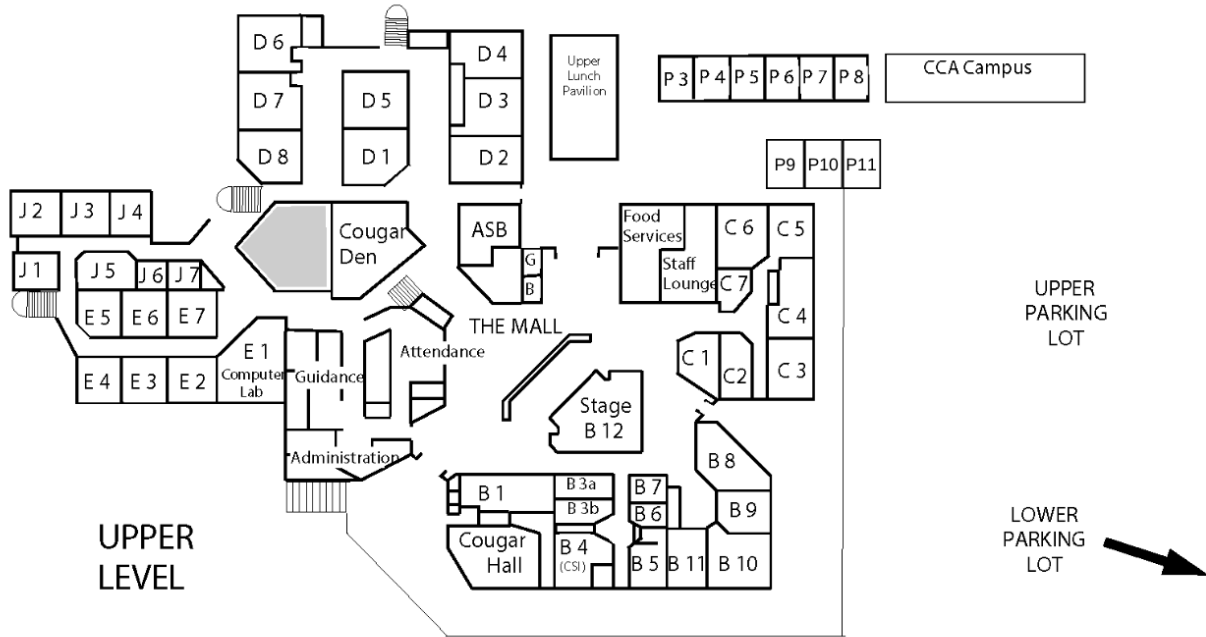 D 6
D 4
Upper
Lunch
Pavilion
P 3 P 4 P 5 P 6 P 7 P 8
CCA Campus
D 7
D 5
D 3
D 8
D 1
D 2
P9 P10 P11
J 2 J 3 J 4
Cougar
Den
ASB
G
B
Food
Services
Staff
Lounge
C 6
C 5
C 7
C 4
J 1
J 5
J 6
J 7
E 5 E 6 E 7
UPPER
PARKING
LOT
THE MALL
Attendance
E 1
Computer
Lab
Guidance
E 4 E 3 E 2
C 1
C2
C 3
Stage
B 12
Administration
B 8
B 1
B 3a
B 3b
B 7
B 6
B 9
UPPER
LEVEL
Cougar
Hall
B 4
(CSI)
B 5
B 11
B 10
LOWER
PARKING
LOT